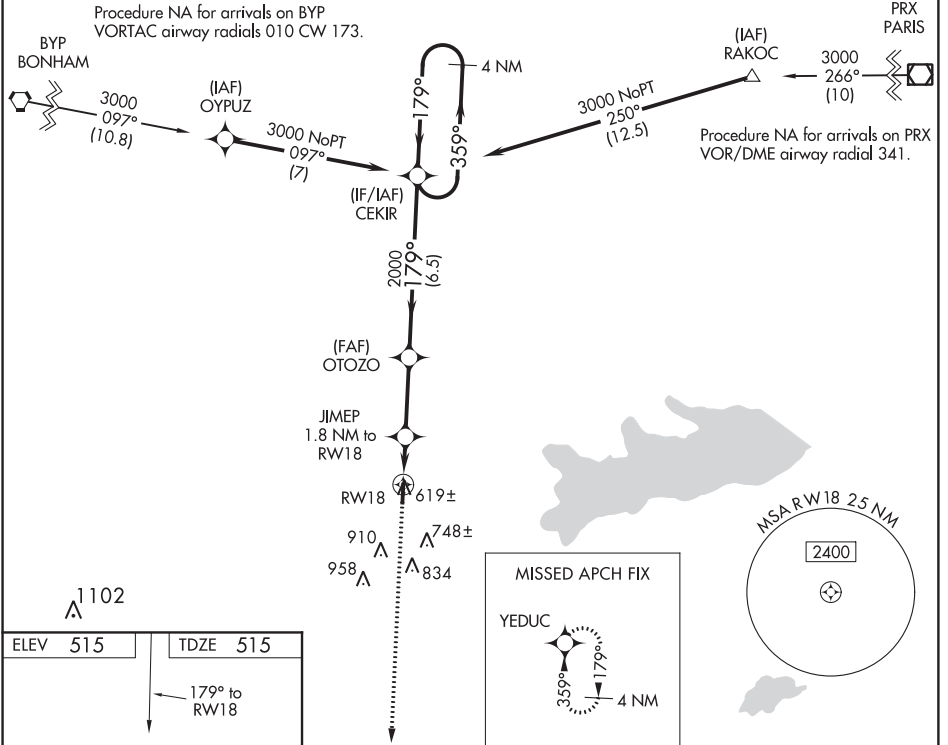 Procedure NA for arrivals on BYP
VORTAC airway radials 010 CW 173.
BYP
BONHAM
3000
097°
(10.8)
(IAF)
OYPUZ
3000 NoPT
097°
(7)
179°
359°
4 NM
(IF/IAF)
CEKIR
(IAF)
RAKOC
3000 NoPT
250°
(12.5)
PRX
PARIS
3000
266°
(10)
Procedure NA for arrivals on PRX
VOR/DME airway radial 341.
2000
179°
(6.5)
(FAF)
OTOZO
JIMEP
1.8 NM to
RW18
RW18
619±
910
748±
958
834
1102
MSA RW18 25 NM
2400
MISSED APCH FIX
YEDUC
359°
179°
4 NM
ELEV 515
TDZE 515
179° to
RW18